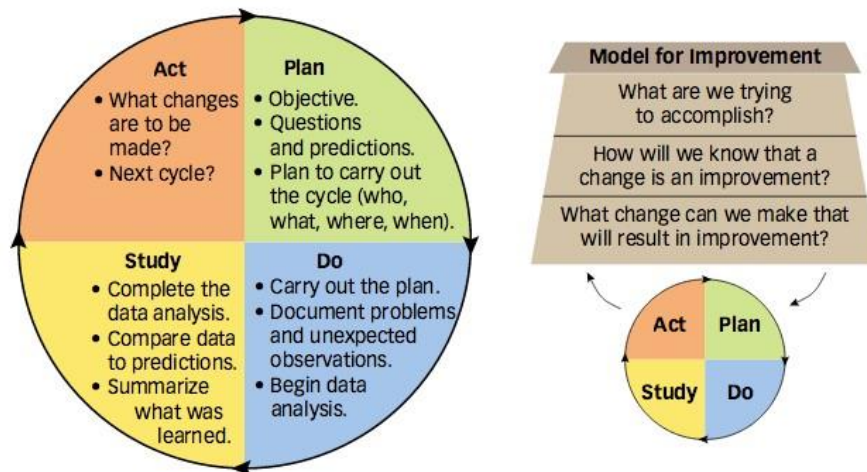 Act
• What changes
are to be
made?
• Next cycle?
Plan
• Objective.
• Questions
and predictions.
• Plan to carry out
the cycle (who,
what, where, when).
Study
• Complete the
data analysis.
• Compare data
to predictions.
• Summarize
what was
learned.
Do
• Carry out the plan.
• Document problems
and unexpected
observations.
• Begin data
analysis.
Model for Improvement
What are we trying
to accomplish?
How will we know that a
change is an improvement?
What change can we make that
will result in improvement?
Act
Plan
Study
Do